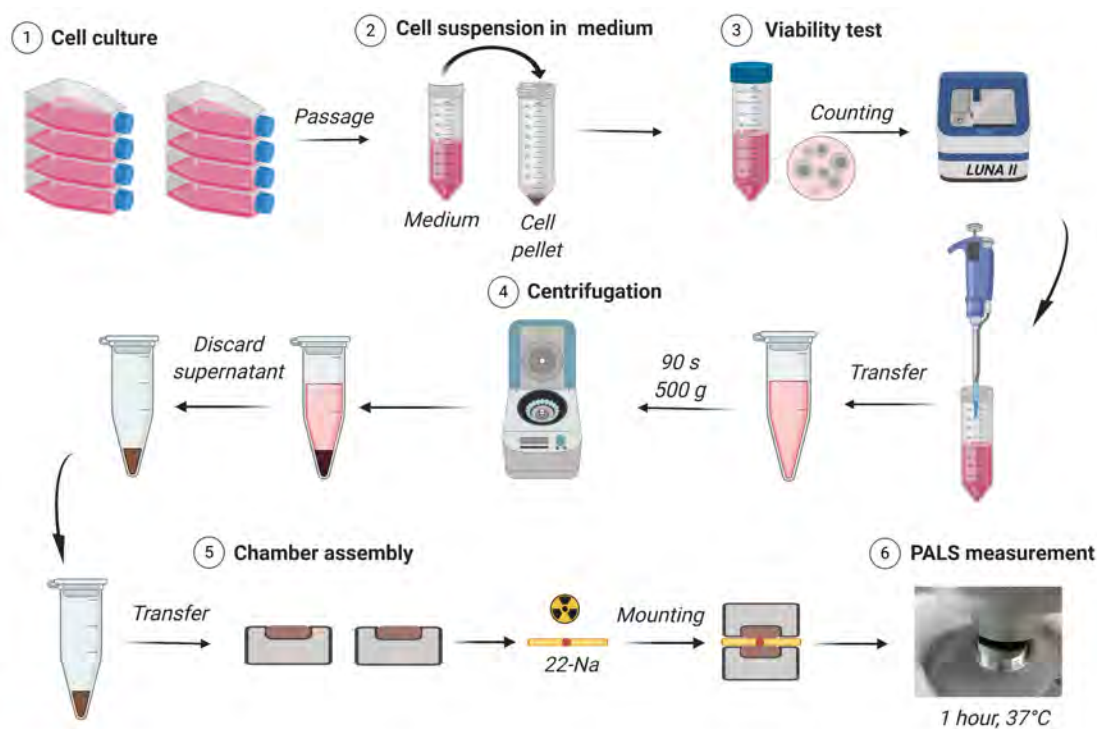 1 Cell culture
Passage
2 Cell suspension in medium
Medium
Cell
pellet
3 Viability test
Counting
LUNA II
Transfer
4 Centrifugation
90 s
500 g
Discard
supernatant
5 Chamber assembly
Transfer
22-Na
Mounting
6 PALS measurement
1 hour, 37°C